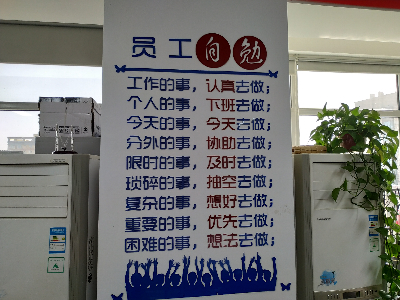 员工自勉
工作的事，认真去做；
个人的事，下班去做；
今天的事，今天去做；
分外的事，协助去做；
限时的事，及时去做；
琐碎的事，抽空去做；
复杂的事，想好去做；
重要的事，优先去做；
困难的事，想法去做；